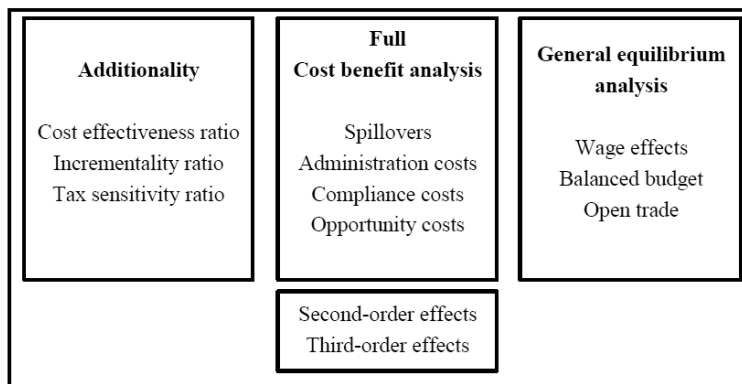 Additionality
Cost effectiveness ratio
Incrementality ratio
Tax sensitivity ratio
Full
Cost benefit analysis
Spillovers
Administration costs
Compliance costs
Opportunity costs
General equilibrium
analysis
Wage effects
Balanced budget
Open trade
Second-order effects
Third-order effects